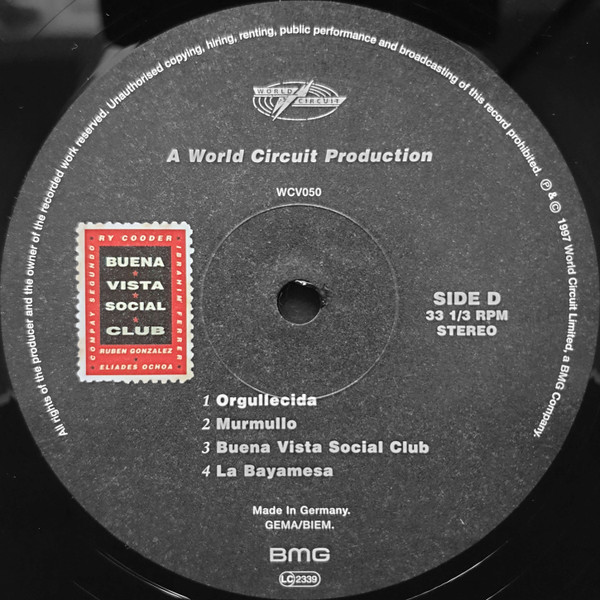 All rights of the producer and the owner of the recorded work reserved. Unauthorised copying, hiring, renting, public performance and broadcasting of this record prohibited. ℗ & © 1997 World Circuit Limited, a BMG Company.
WORLD CIRCUIT
A World Circuit Production
WCV050
RY COODER
COMPAY SEGUNDO
IBRAHIM FERRER
BUENA
VISTA
SOCIAL
CLUB
RUBEN GONZALEZ
ELIADES OCHOA
SIDE D
33 1/3 RPM
STEREO
1 Orgullecida
2 Murmullo
3 Buena Vista Social Club
4 La Bayamesa
Made In Germany.
GEMA/BIEM.
BMG
LC 2339